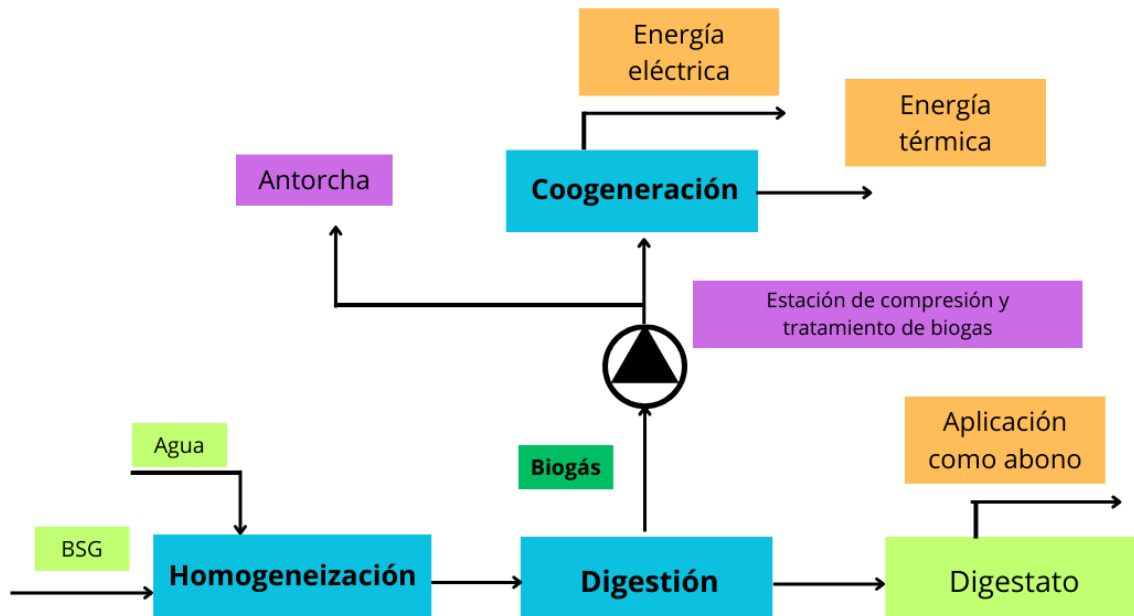 Energía
eléctrica
Energía
térmica
Antorcha
Coogeneración
Estación de compresión y
tratamiento de biogas
Aplicación
como abono
Agua
Biogás
BSG
Homogeneización
Digestión
Digestato